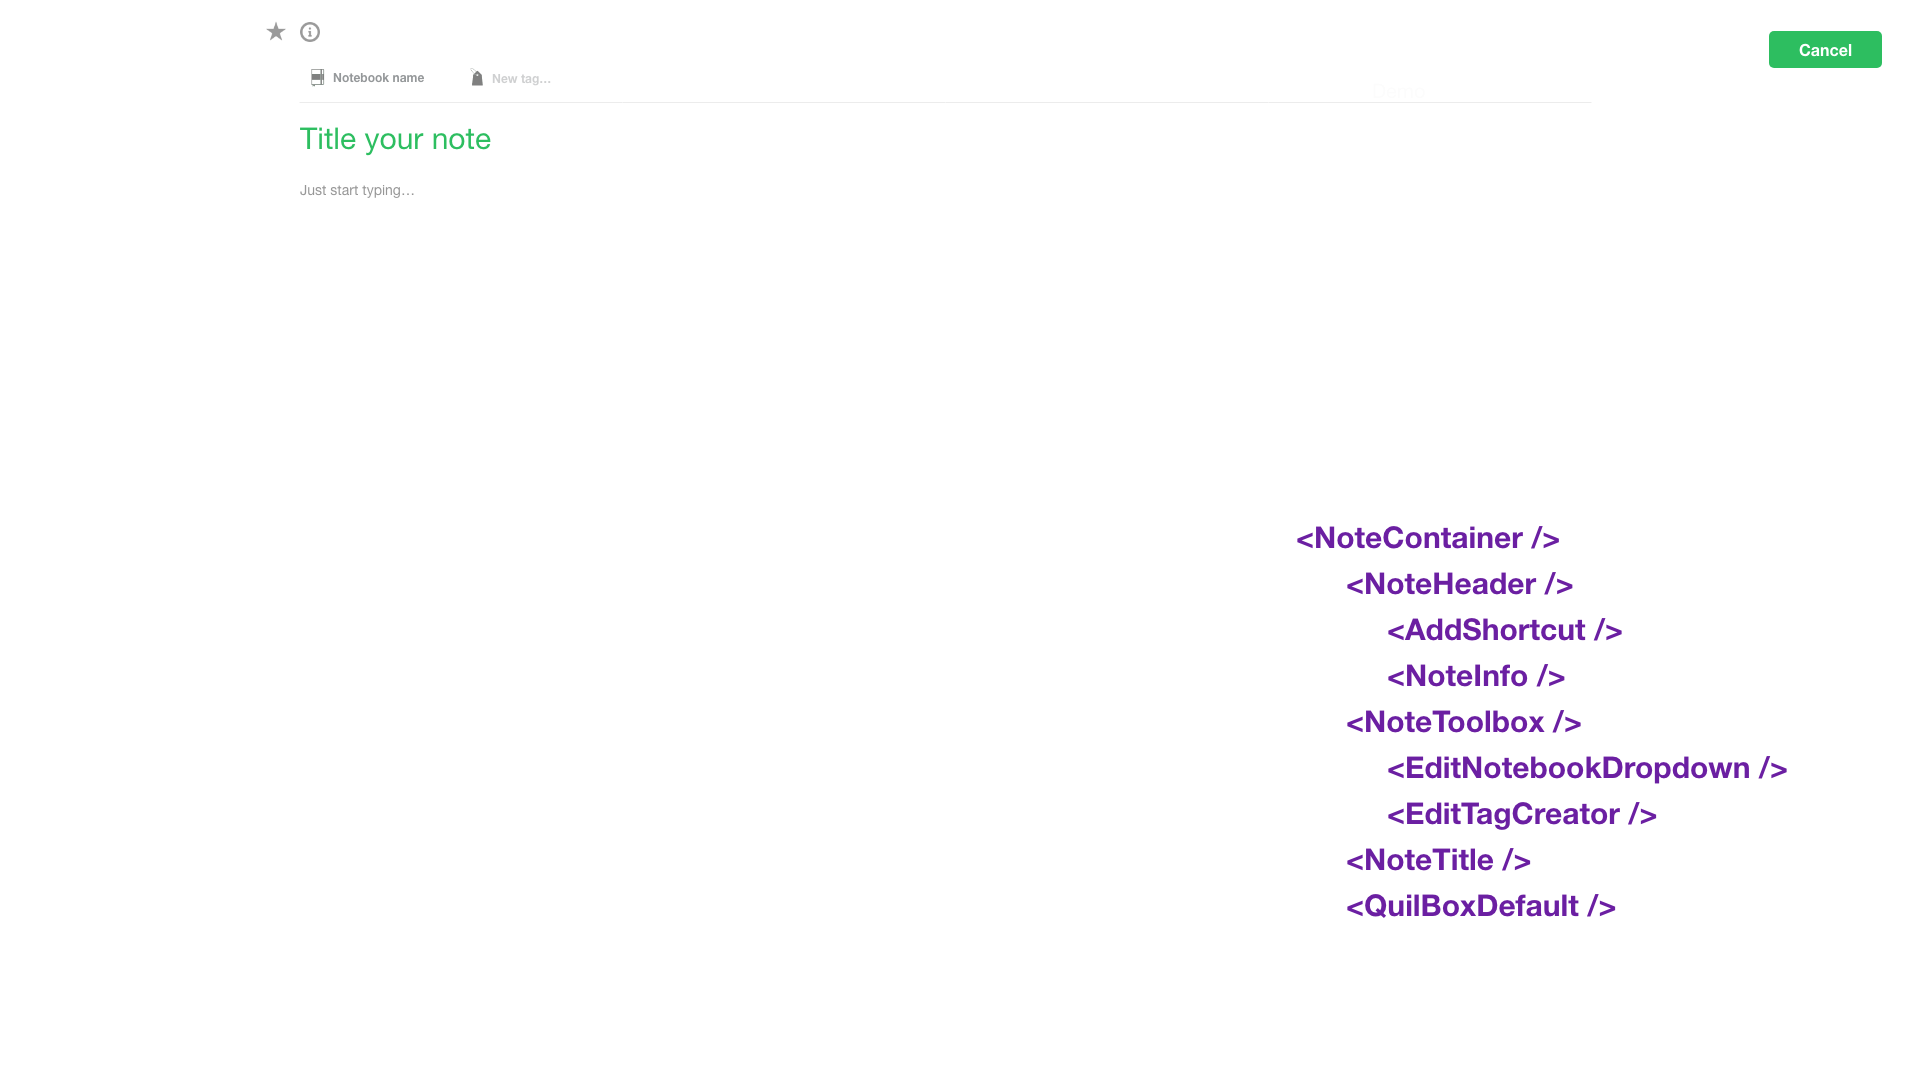 Cancel
Notebook name
New tag...
Title your note
Just start typing...
<NoteContainer />
<NoteHeader />
<AddShortcut />
<NoteInfo />
<NoteToolbox />
<EditNotebookDropdown />
<EditTagCreator />
<NoteTitle />
<QuilBoxDefault />